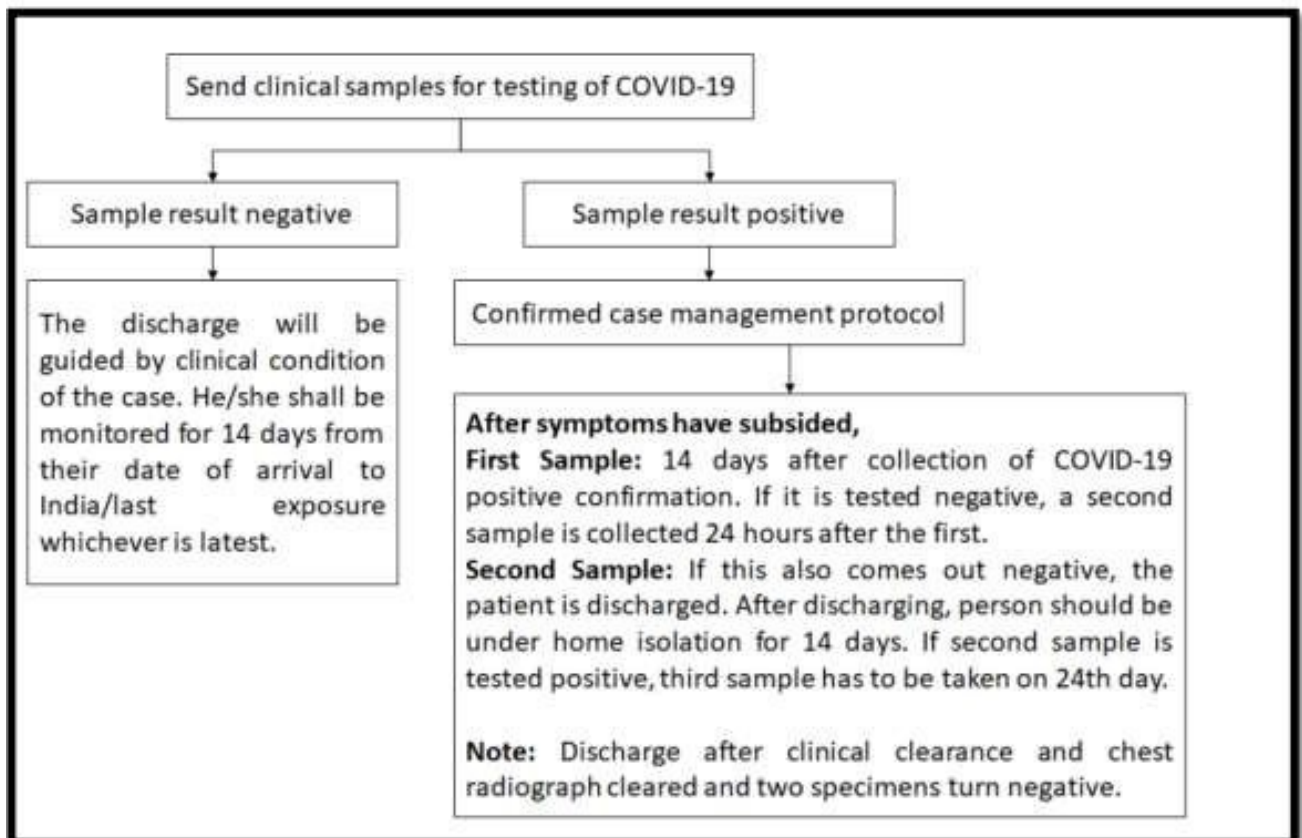 Send clinical samples for testing of COVID-19
Sample result negative
Sample result positive
The discharge will be
guided by clinical condition
of the case. He/she shall be
monitored for 14 days from
their date of arrival to
India/last exposure
whichever is latest.
Confirmed case management protocol
After symptoms have subsided,
First Sample: 14 days after collection of COVID-19
positive confirmation. If it is tested negative, a second
sample is collected 24 hours after the first.
Second Sample: If this also comes out negative, the
patient is discharged. After discharging, person should be
under home isolation for 14 days. If second sample is
tested positive, third sample has to be taken on 24th day.
Note: Discharge after clinical clearance and chest
radiograph cleared and two specimens turn negative.